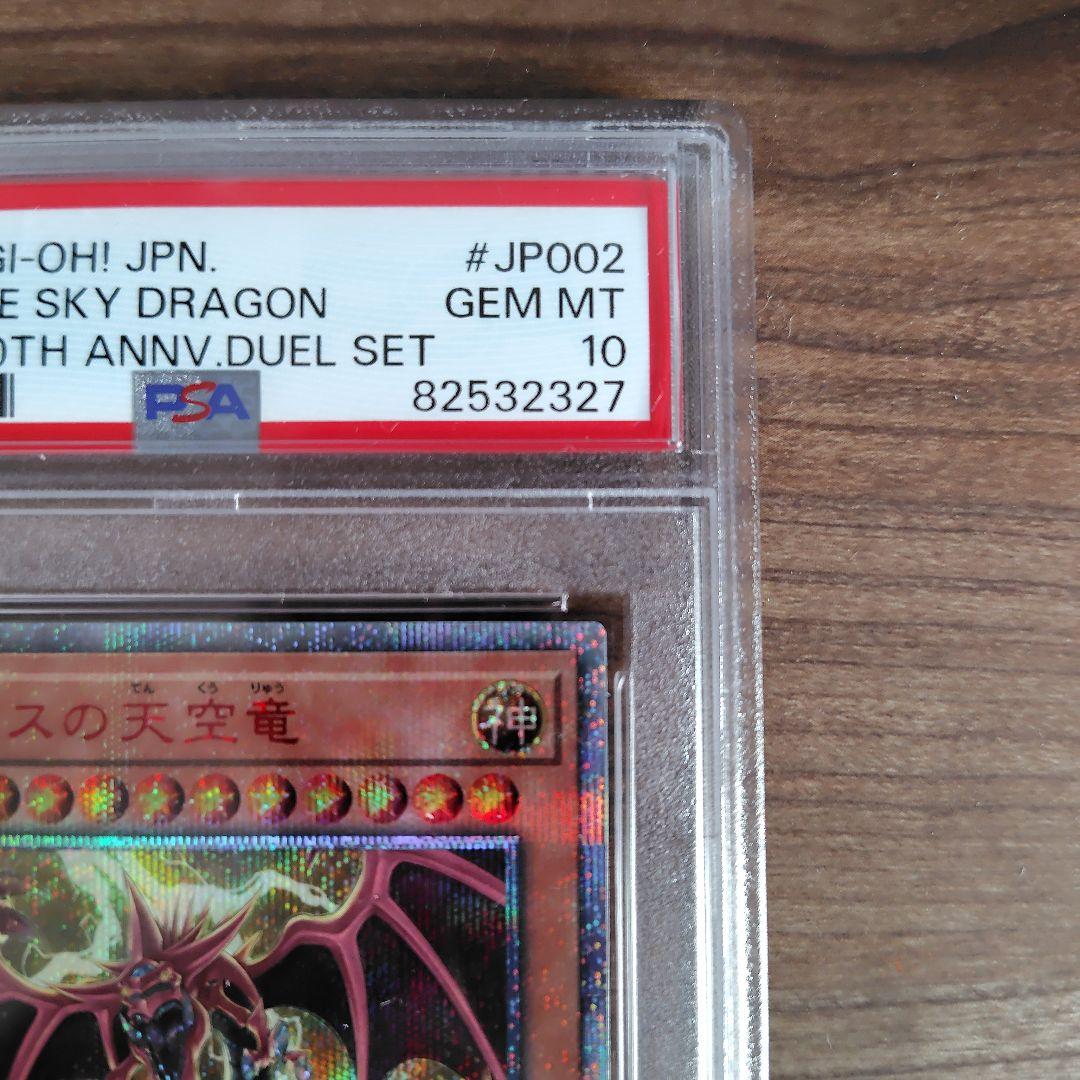 GI-OH! JPN. #JP002
E SKY DRAGON GEM MT
0TH ANNV.DUEL SET 10
PSA 82532327
てん くう りゅう
スの天空竜 神